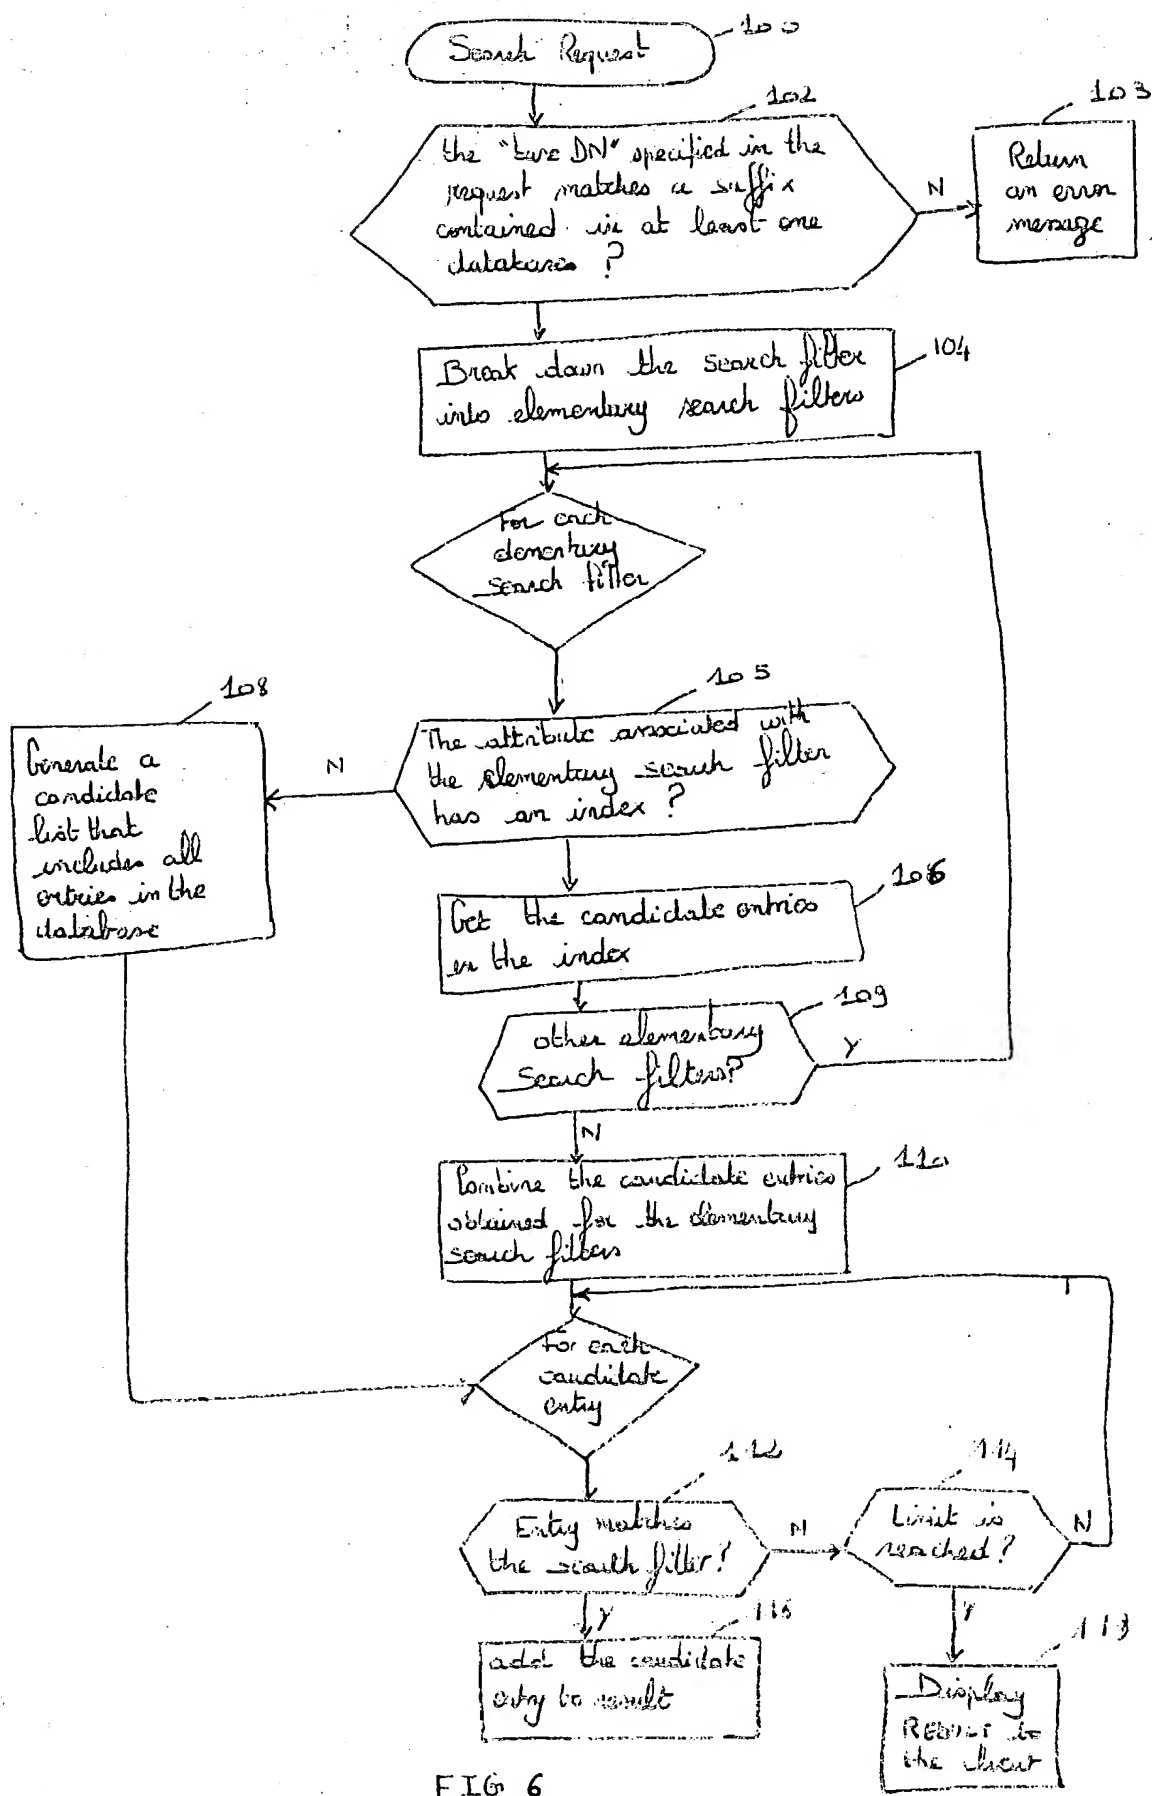 Search Request
100
102
the "base DN" specified in the
request matches a suffix
contained in at least one
databases ?
N
103
Return
an error
message
104
Break down the search filter
into elementary search filters
For each
elementary
search filter
105
The attribute associated with
the elementary search filter
has an index ?
N
108
Generate a
candidate
list that
includes all
entries in the
database
106
Get the candidate entries
in the index
109
other elementary
search filters?
Y
N
110
Combine the candidate entries
obtained for the elementary
search filters
For each
candidate
entry
112
Entry matches
the search filter?
N
114
Limit is
reached?
N
Y
Y
add the candidate
entry to result
Display
RESULT to
the client
FIG 6